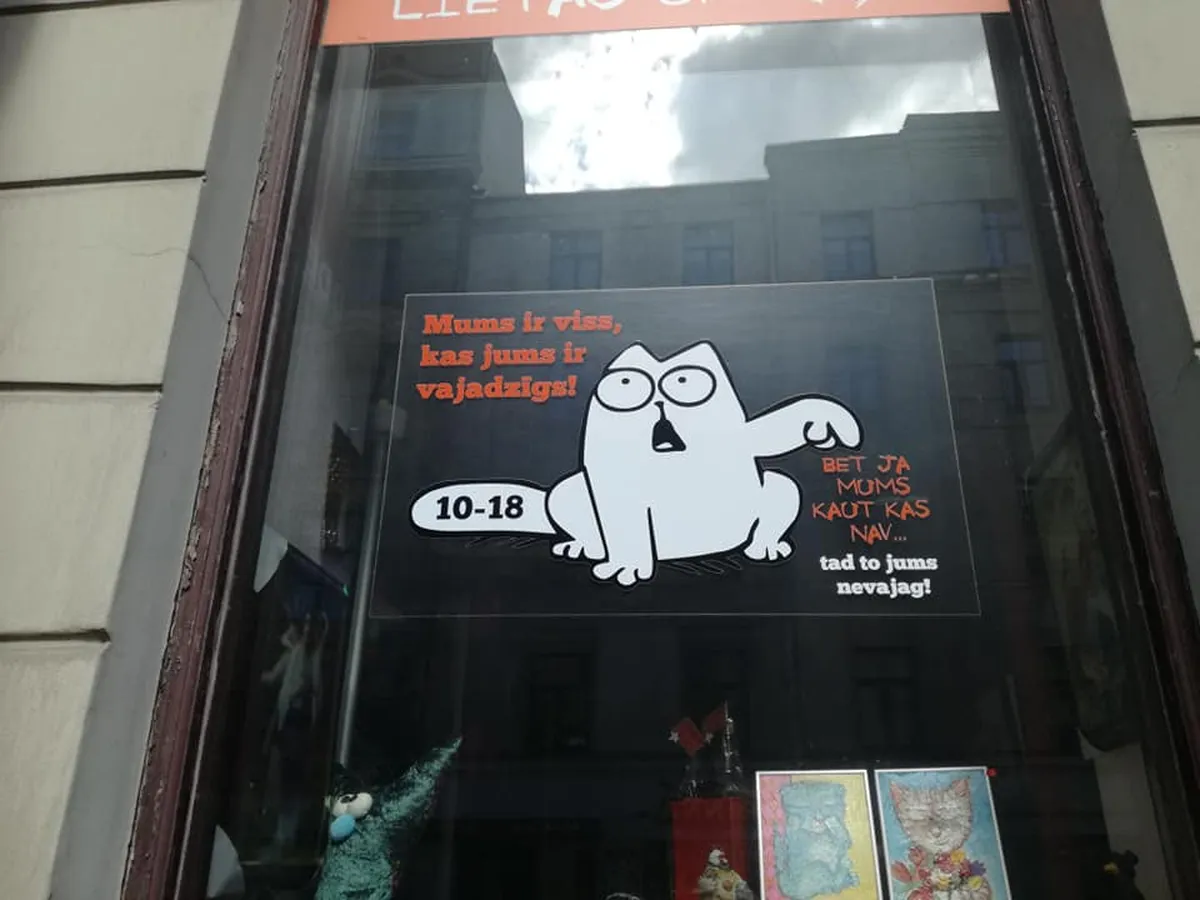 Mums ir viss,
kas jums ir
vajadzīgs!
10-18
BET JA
MUMS
KAUT KAS
NAV...
tad to jums
nevajag!